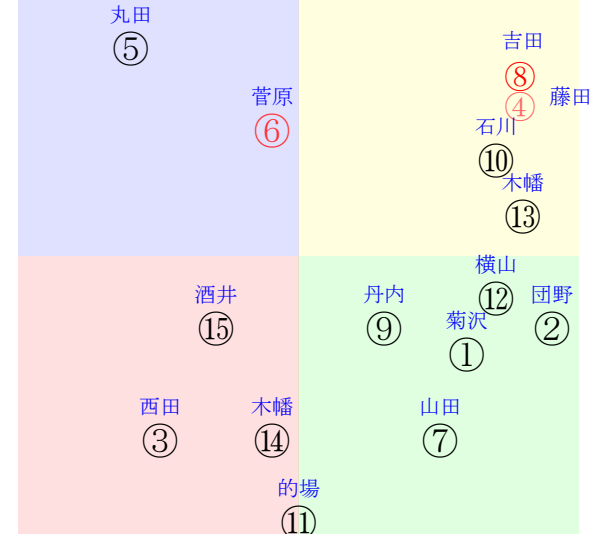 丸田
⑤
吉田
⑧
菅原
⑥
④
藤田
石川
⑩
木幡
⑬
横山
⑫
酒井
⑮
丹内
⑨
団野
②
菊沢
①
西田
③
木幡
⑭
山田
⑦
的場
⑪